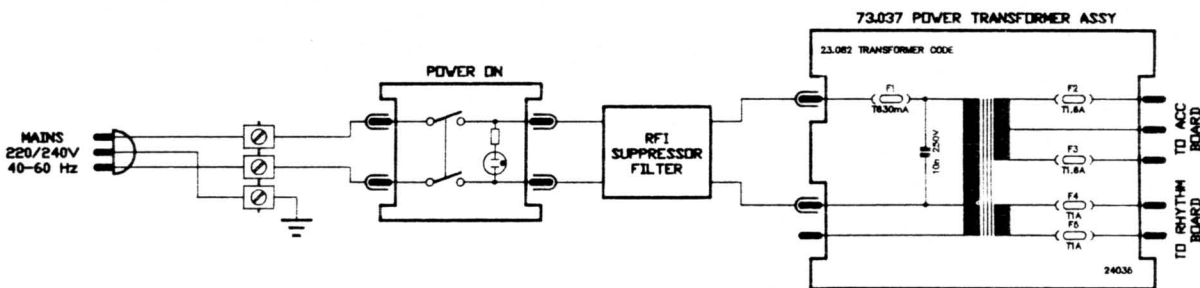 73.037 POWER TRANSFORMER ASSY
23.082 TRANSFORMER CODE
POWER ON
MAINS
220/240V
40-60 Hz
RFI
SUPPRESSOR
FILTER
F1
T630mA
10n 250V
F2
T1.6A
F3
T1.6A
F4
T1A
F5
T1A
TO ACC
BOARD
TO RHYTHM
BOARD
24036